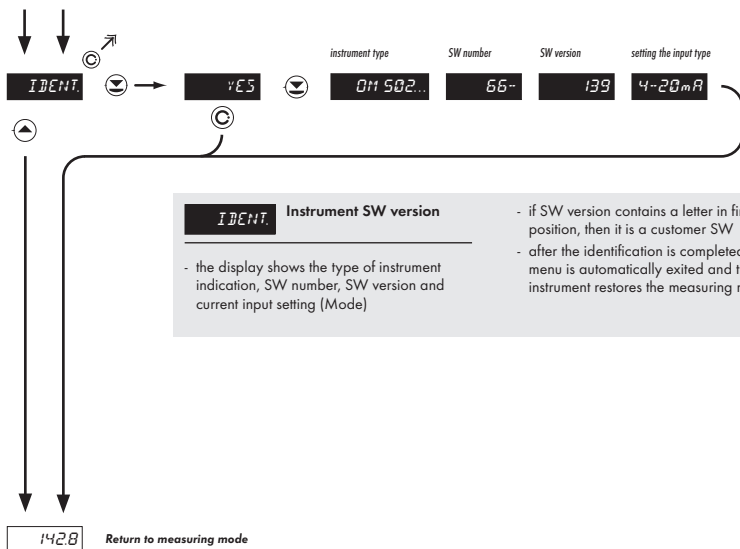 instrument type
SW number
SW version
setting the input type
IDENT.
YES
OM 502...
66-
139
4-20mA
IDENT.
Instrument SW version
- the display shows the type of instrument
indication, SW number, SW version and
current input setting (Mode)
- if SW version contains a letter in
position, then it is a customer SW
- after the identification is completed
menu is automatically exited and
instrument restores the measuring
142.8
Return to measuring mode